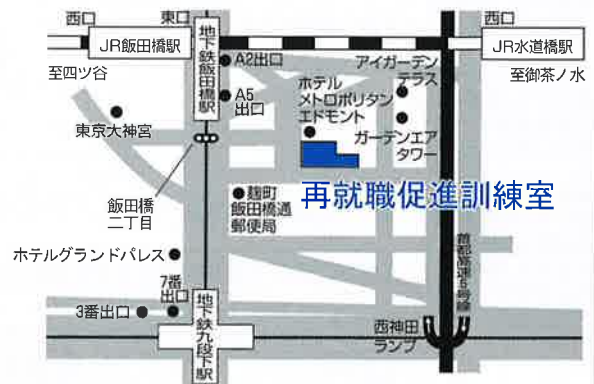 西口
東口
西口
JR飯田橋駅
地下鉄飯田橋駅
JR水道橋駅
至四ツ谷
A2出口
アイガーデン
テラス
至御茶ノ水
A5
出口
ホテル
メトロポリタン
エドモント
東京大神宮
ガーデンエア
タワー
飯田橋
二丁目
麹町
飯田橋通
郵便局
再就職促進訓練室
ホテルグランドパレス
首都高速5号線
7番
出口
3番出口
地下鉄九段下駅
西神田
ランプ